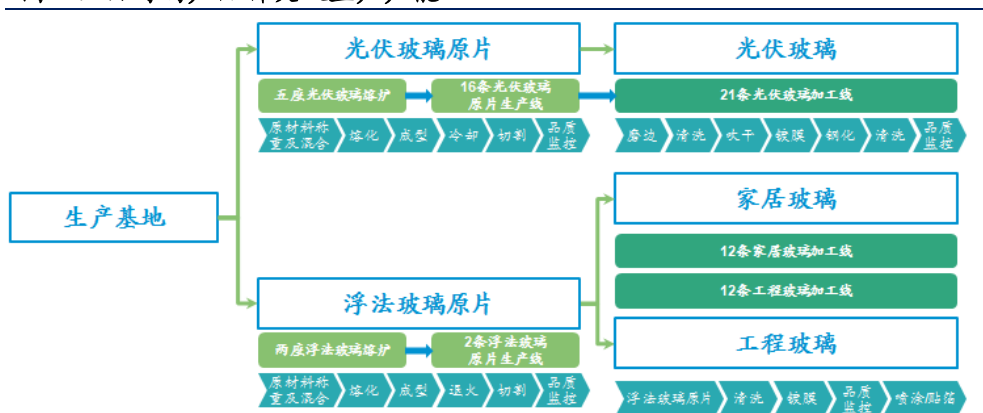 光伏玻璃原片
光伏玻璃
五座光伏玻璃熔炉
16条光伏玻璃
原片生产线
21条光伏玻璃加工线
原材料称
重及混合
熔化
成型
冷却
切割
品质
监控
磨边
清洗
吹干
镀膜
钢化
清洗
品质
监控
生产基地
家居玻璃
12条家居玻璃加工线
12条工程玻璃加工线
浮法玻璃原片
工程玻璃
两座浮法玻璃熔炉
2条浮法玻璃
原片生产线
原材料称
重及混合
熔化
成型
退火
切割
品质
监控
浮法玻璃原片
清洗
镀膜
品质
监控
喷涂/贴箔